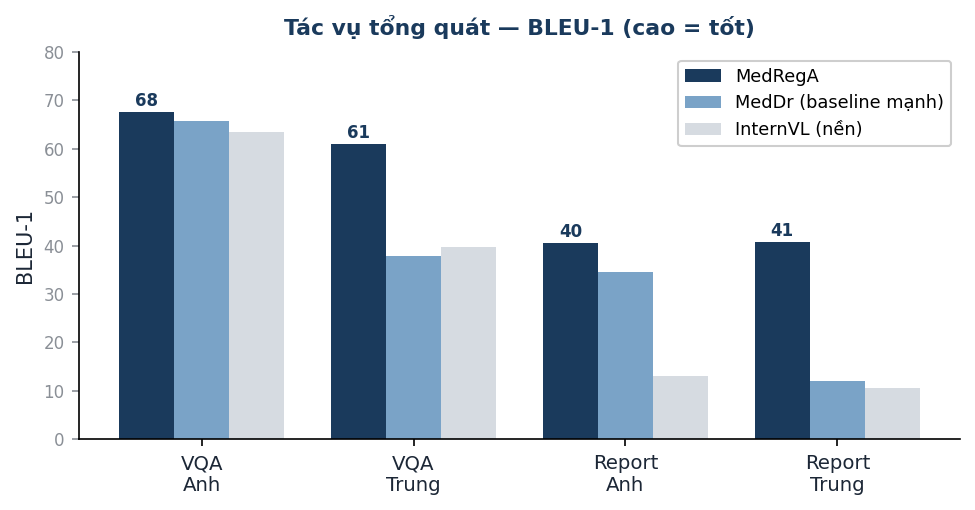 Tác vụ tổng quát — BLEU-1 (cao = tốt)
MedRegA
MedDr (baseline mạnh)
InternVL (nền)
BLEU-1
80
70
60
50
40
30
20
10
0
68
61
40
41
VQA
Anh
VQA
Trung
Report
Anh
Report
Trung